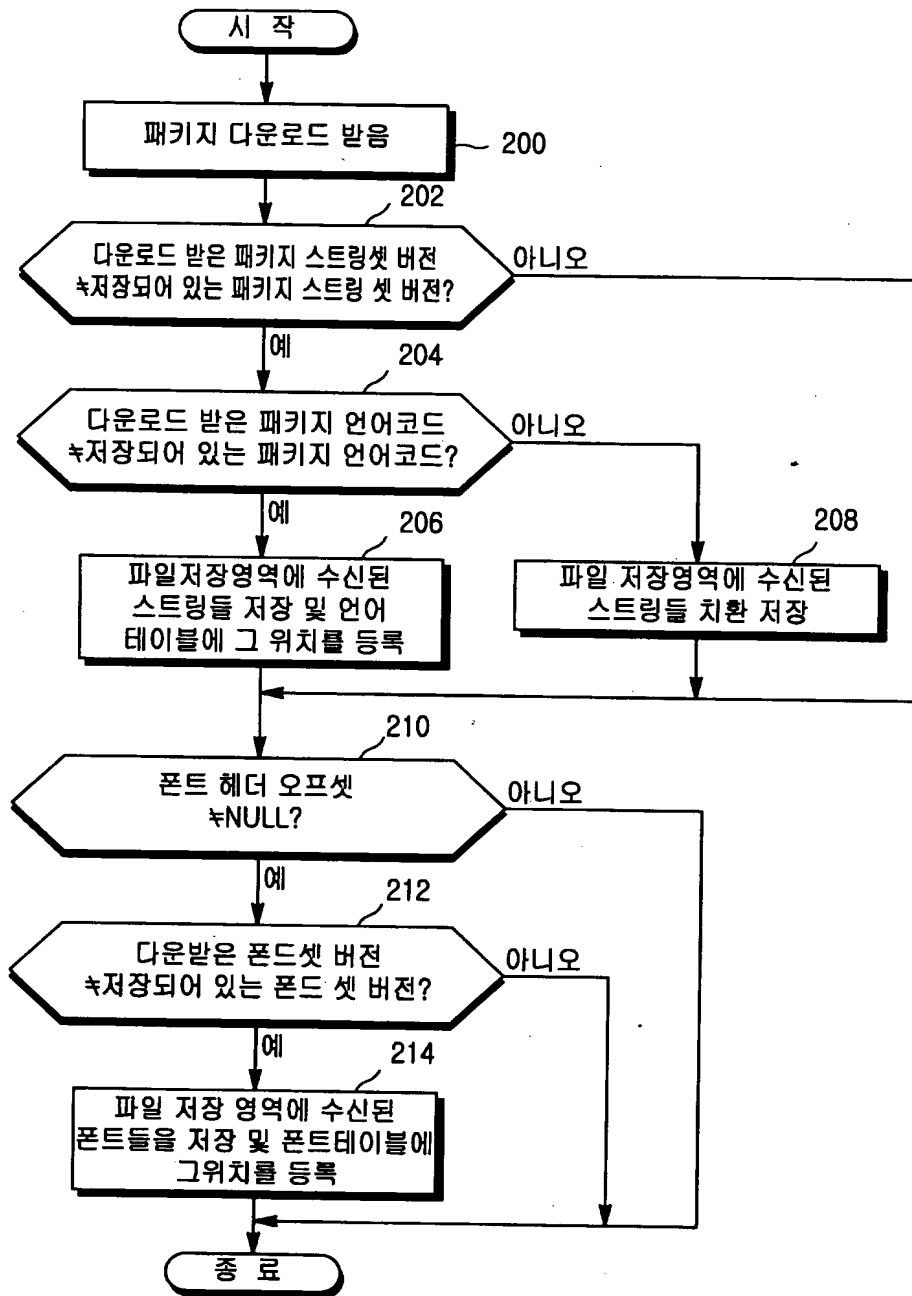 시 작
패키지 다운로드 받음
200
202
다운로드 받은 패키지 스트링셋 버전
≒저장되어 있는 패키지 스트링 셋 버전?
아니오
예
204
다운로드 받은 패키지 언어코드
≒저장되어 있는 패키지 언어코드?
아니오
예
206
파일저장영역에 수신된
스트링들 저장 및 언어
테이블에 그 위치를 등록
208
파일 저장영역에 수신된
스트링들 치환 저장
210
폰트 헤더 오프셋
≒NULL?
아니오
예
212
다운받은 폰드셋 버전
≒저장되어 있는 폰드 셋 버전?
아니오
예
214
파일 저장 영역에 수신된
폰트들을 저장 및 폰트테이블에
그위치를 등록
종 료